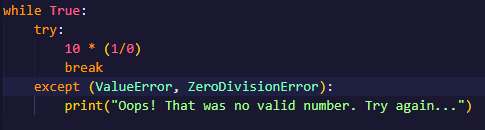 while True:
    try:
        10 * (1/0)
        break
    except (ValueError, ZeroDivisionError):
        print("Oops! That was no valid number. Try again...")